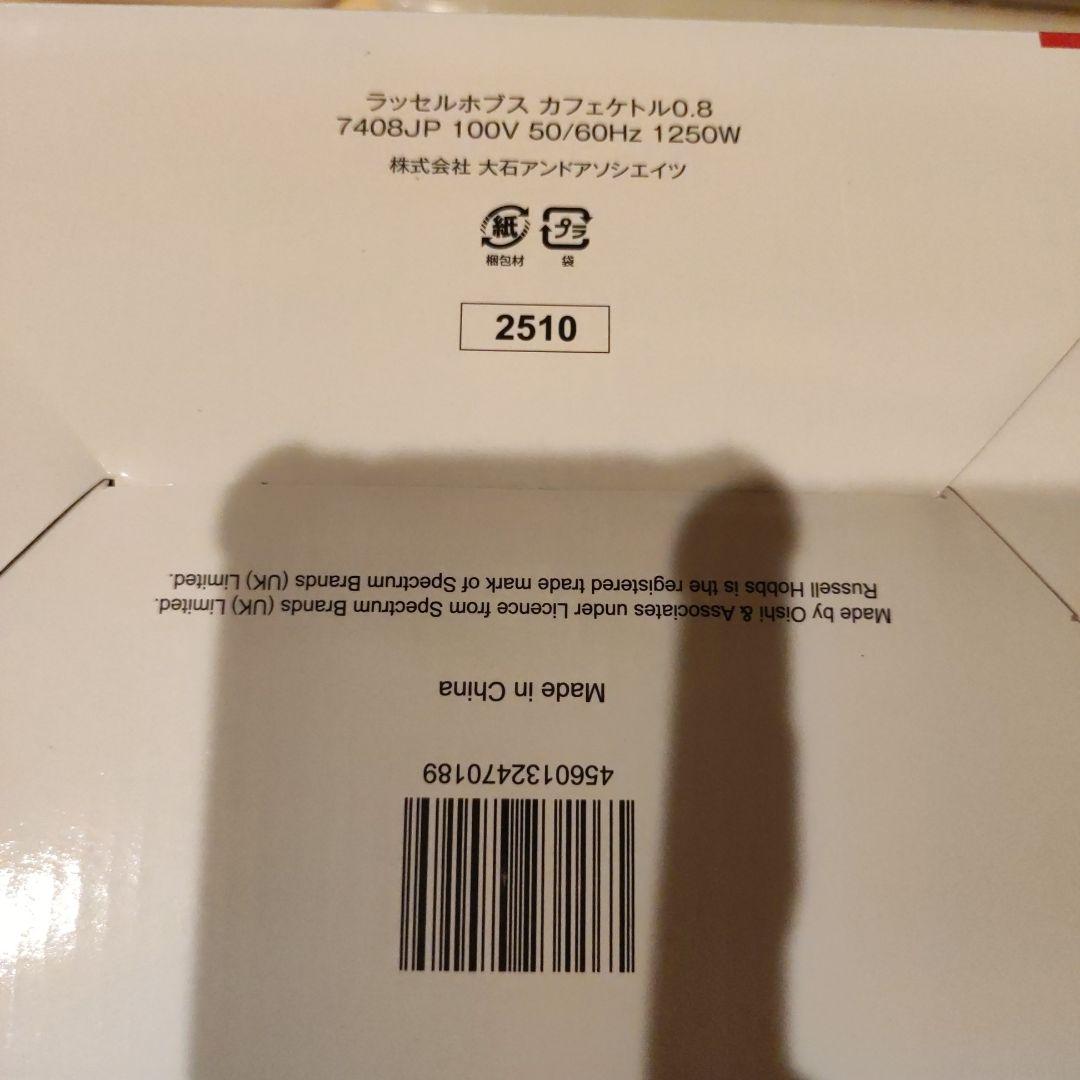 ラッセルホブス カフェケトル0.8
7408JP 100V 50/60Hz 1250W
株式会社 大石アンドアソシエイツ
紙 プラ
梱包材 袋
2510
4560132470189
Made in China
Made by Oishi & Associates under Licence from Spectrum Brands (UK) Limited.
Russell Hobbs is the registered trade mark of Spectrum Brands (UK) Limited.